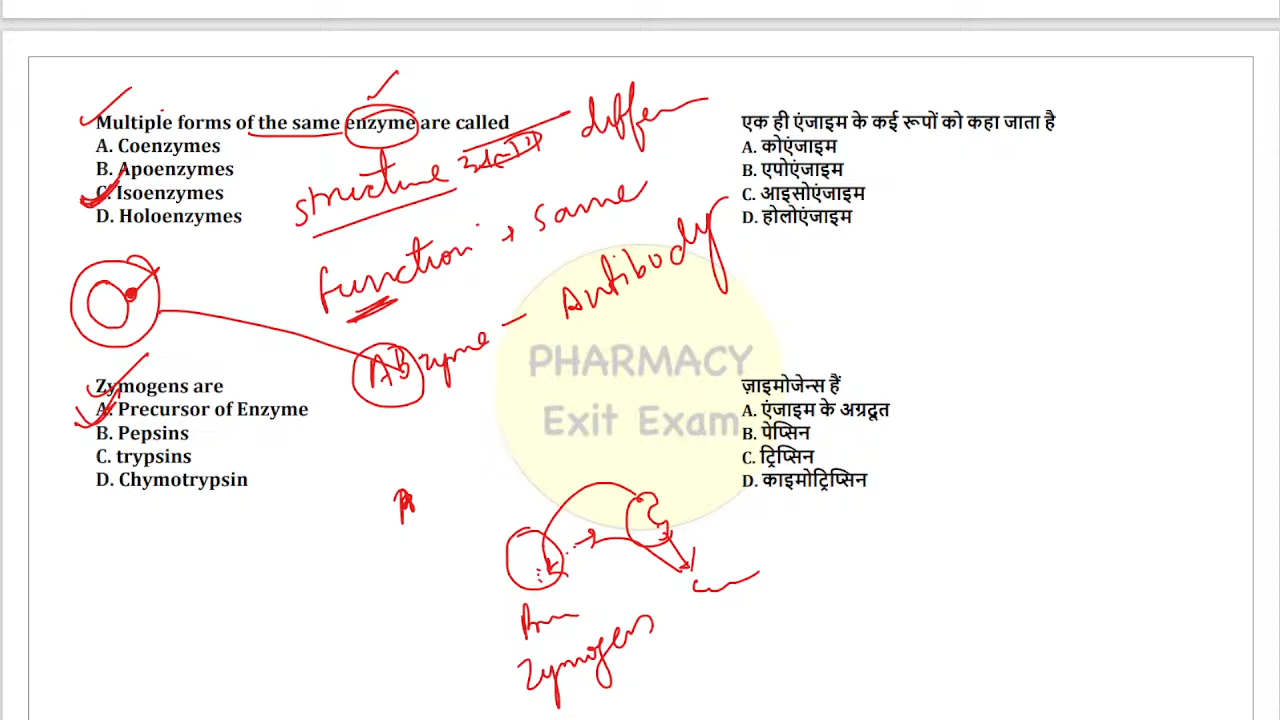 Multiple forms of the same enzyme are called
A. Coenzymes
B. Apoenzymes
C. Isoenzymes
D. Holoenzymes
structure
differ
function → same
ABzyme – Antibody
Zymogens are
A. Precursor of Enzyme
B. Pepsins
C. trypsins
D. Chymotrypsin
Zymogens
एक ही एंजाइम के कई रूपों को कहा जाता है
A. कोएंजाइम
B. एपोएंजाइम
C. आइसोएंजाइम
D. होलोएंजाइम
ज़ाइमोजेन्स हैं
A. एंजाइम के अग्रदूत
B. पेप्सिन
C. ट्रिप्सिन
D. काइमोट्रिप्सिन
PHARMACY
Exit Exam